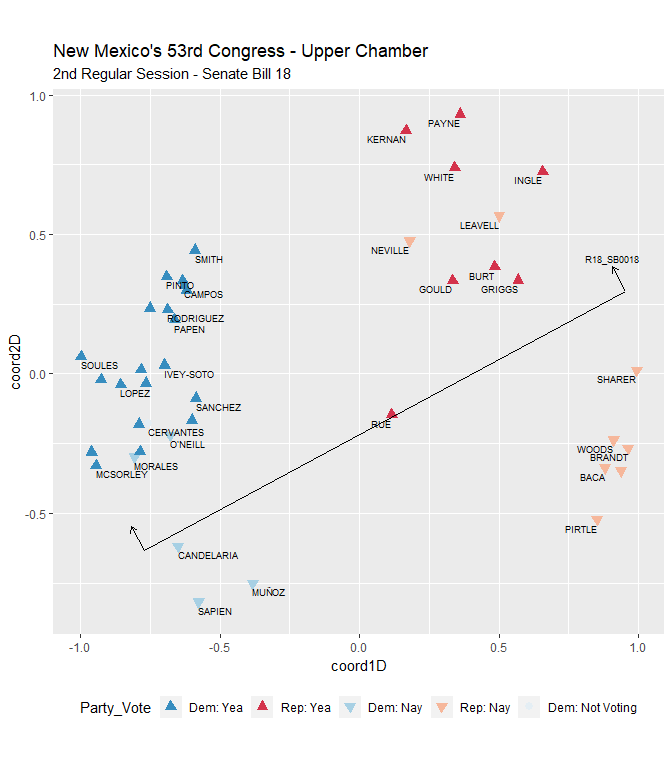 New Mexico's 53rd Congress - Upper Chamber
2nd Regular Session - Senate Bill 18
1.0
PAYNE
KERNAN
WHITE
INGLE
LEAVELL
0.5
NEVILLE
SMITH
R18_SB0018
BURT
PINTO
GOULD
GRIGGS
CAMPOS
RODRIGUEZ
PAPEN
coord2D
SOULES
0.0
IVEY-SOTO
SHARER
LOPEZ
SANCHEZ
RUE
CERVANTES
O'NEILL
WOODS
BRANDT
MORALES
MCSORLEY
BACA
-0.5
PIRTLE
CANDELARIA
MUÑOZ
SAPIEN
-1.0 -0.5 0.0 0.5 1.0
coord1D
Party_Vote Dem: Yea Rep: Yea Dem: Nay Rep: Nay Dem: Not Voting